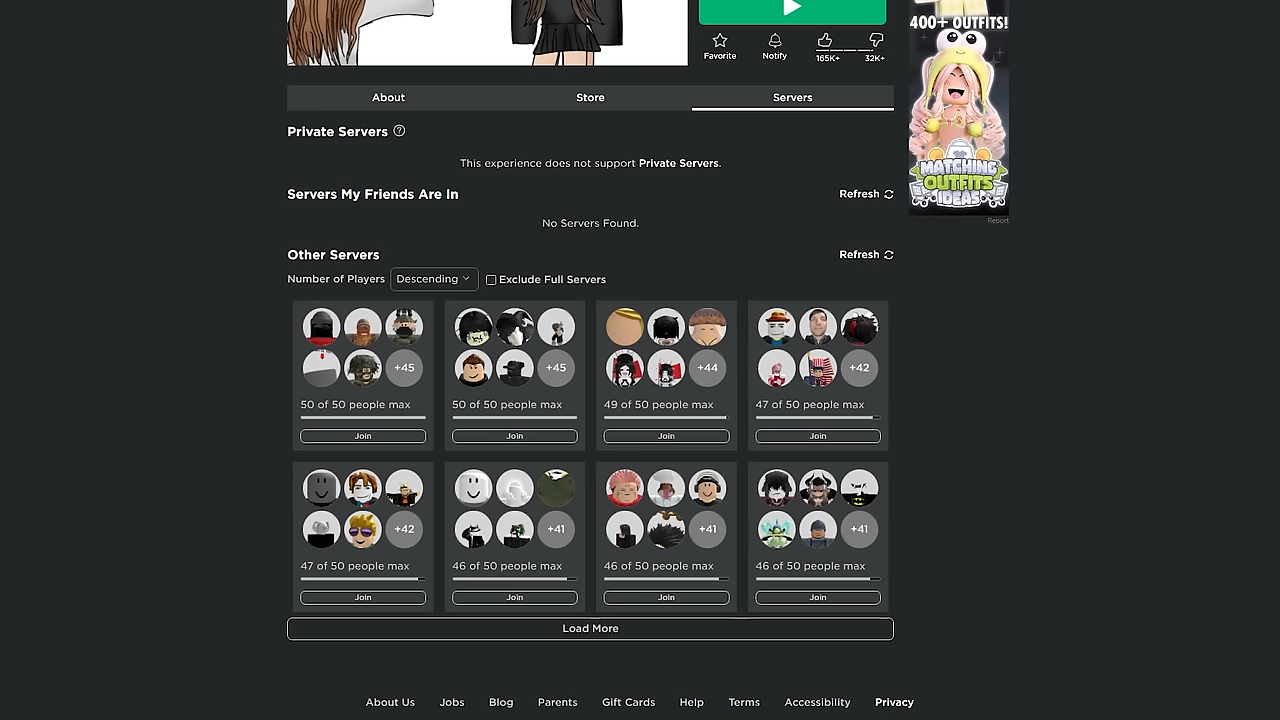 400+ OUTFITS!
Favorite
Notify
165K+
32K+
About
Store
Servers
Private Servers
This experience does not support Private Servers.
Servers My Friends Are In
Refresh
No Servers Found.
MATCHING
OUTFITS
IDEAS
Report
Other Servers
Refresh
Number of Players
Descending
Exclude Full Servers
+45
+45
+44
+42
50 of 50 people max
50 of 50 people max
49 of 50 people max
47 of 50 people max
Join
Join
Join
Join
+42
+41
+41
+41
47 of 50 people max
46 of 50 people max
46 of 50 people max
46 of 50 people max
Join
Join
Join
Join
Load More
About Us
Jobs
Blog
Parents
Gift Cards
Help
Terms
Accessibility
Privacy